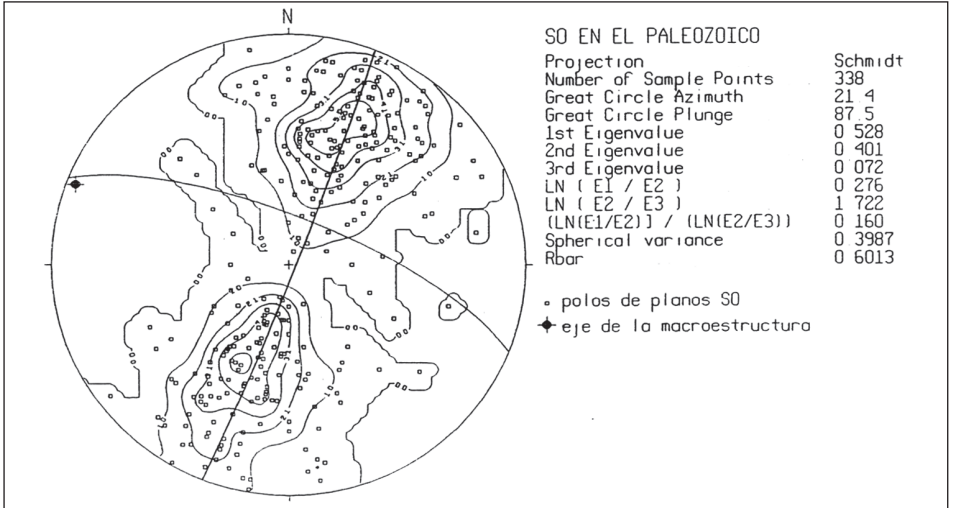 N
SO EN EL PALEOZOICO
Projection Schmidt
Number of Sample Points 338
Great Circle Azimuth 21 4
Great Circle Plunge 87.5
1st Eigenvalue 0 528
2nd Eigenvalue 0 401
3rd Eigenvalue 0 072
LN ( E1 / E2 ) 0 276
LN ( E2 / E3 ) 1 722
(LN(E1/E2)] / (LN(E2/E3)) 0 160
Spherical variance 0 3987
Rbar 0 6013
polos de planos SO
eje de la macroestructura